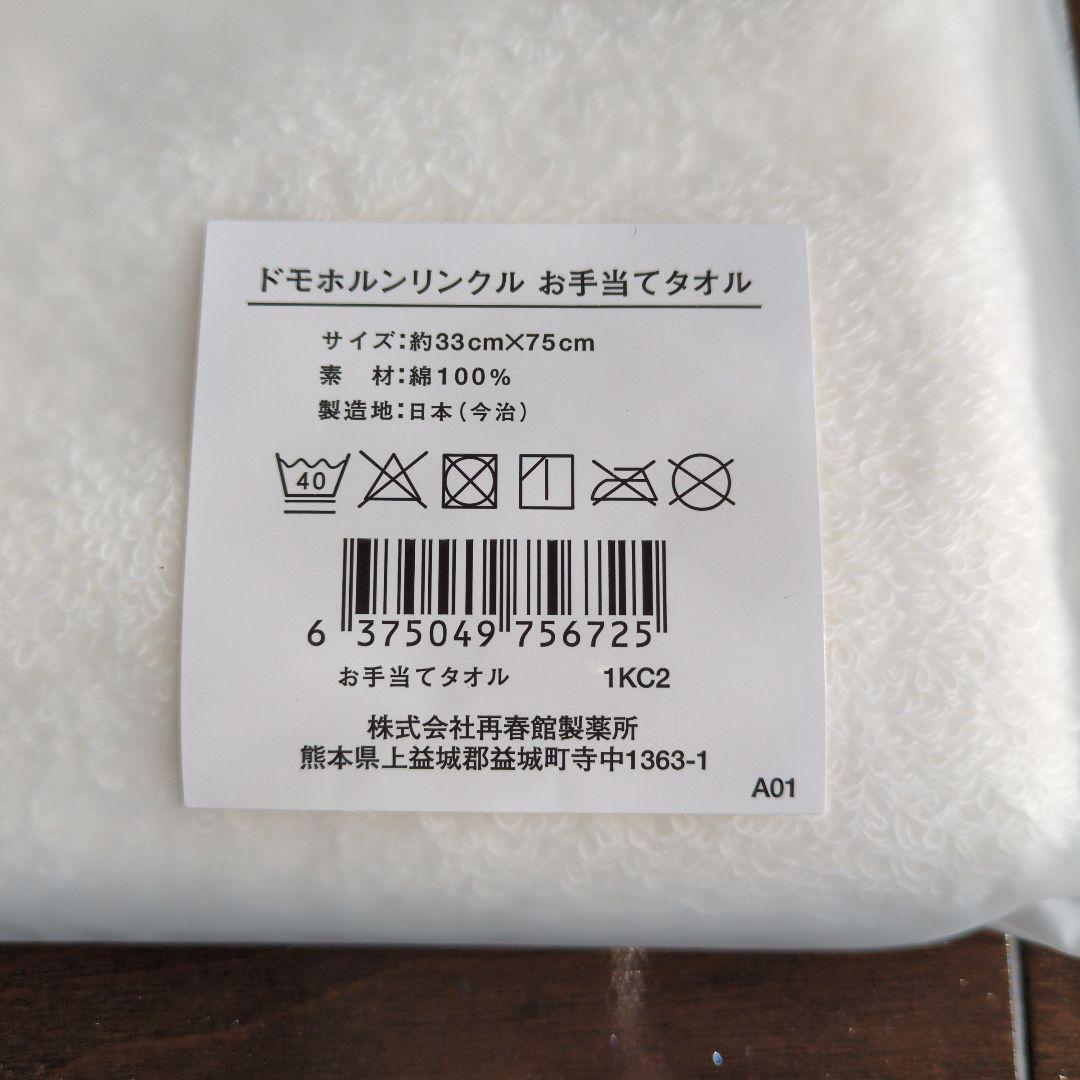 ドモホルンリンクル お手当てタオル
サイズ:約33cm×75cm
素　材:綿100%
製造地:日本(今治)
40
6 375049 756725
お手当てタオル 1KC2
株式会社再春館製薬所
熊本県上益城郡益城町寺中1363-1
A01